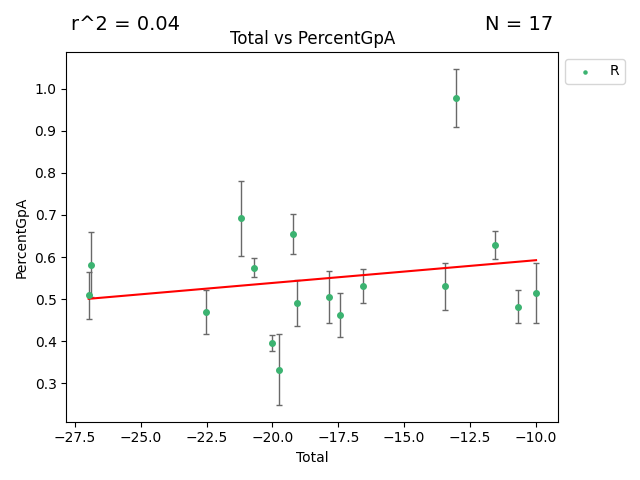 r^2 = 0.04
N = 17
Total vs PercentGpA
R
1.0
0.9
0.8
0.7
0.6
0.5
0.4
0.3
PercentGpA
−27.5 −25.0 −22.5 −20.0 −17.5 −15.0 −12.5 −10.0
Total